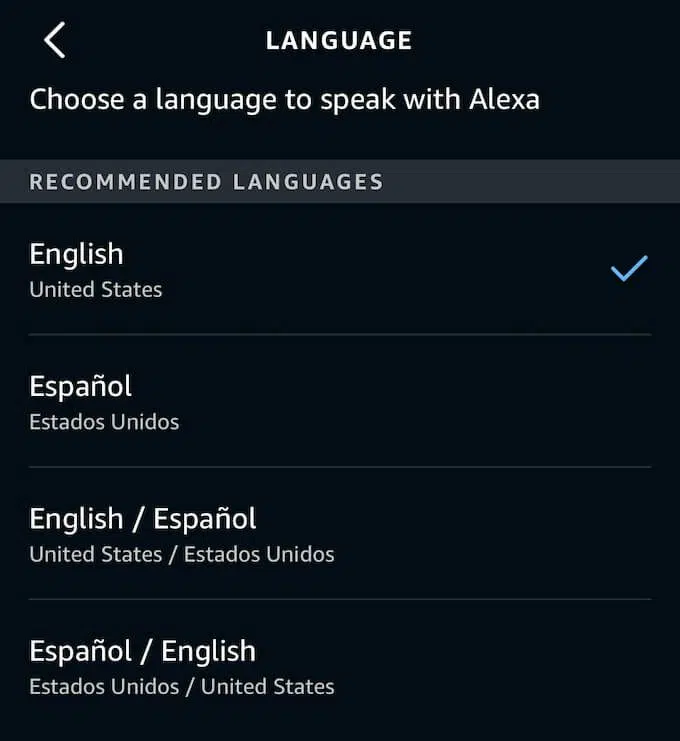 LANGUAGE
Choose a language to speak with Alexa
RECOMMENDED LANGUAGES
English
United States
Español
Estados Unidos
English / Español
United States / Estados Unidos
Español / English
Estados Unidos / United States